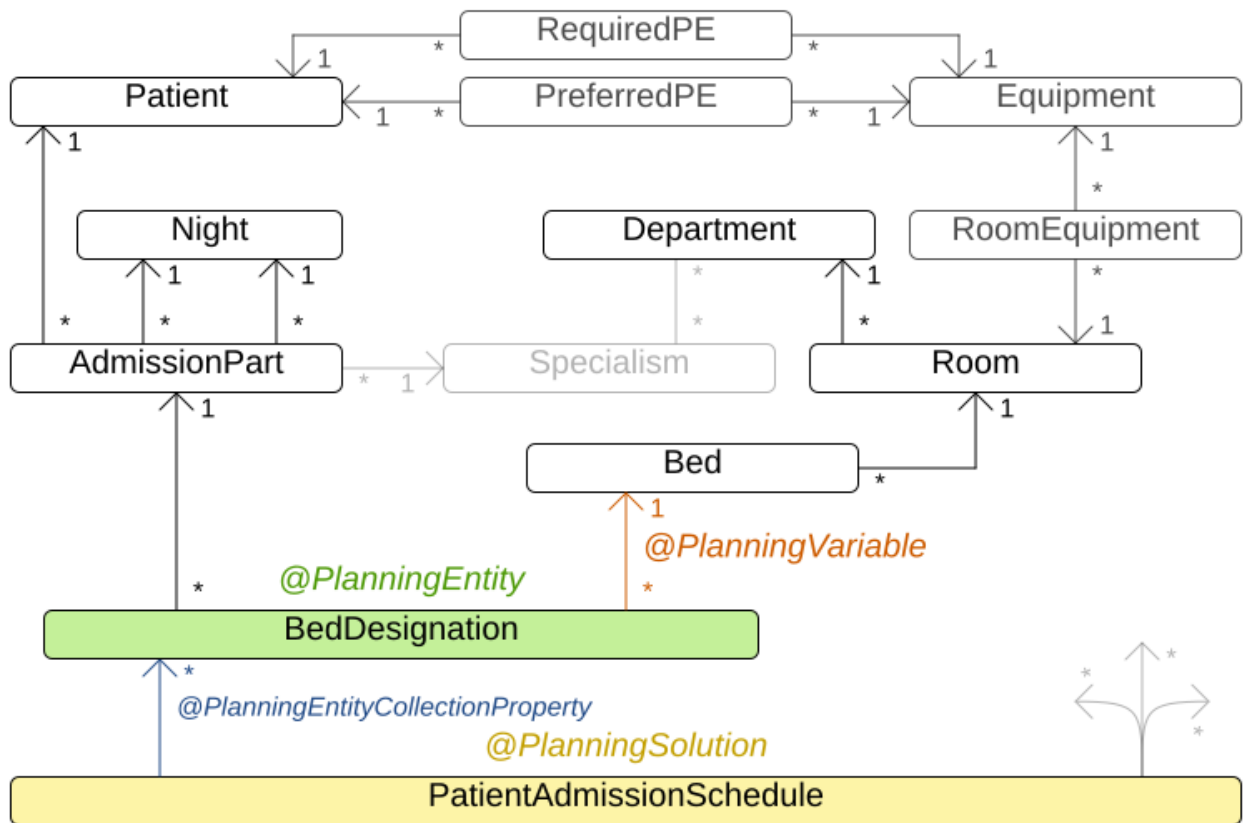 RequiredPE
* *
1 1
Patient PreferredPE Equipment
1 * * 1
1 1
*
Night Department RoomEquipment
1 1 * 1 *
* * * * * 1
AdmissionPart Specialism Room
* 1
1 1
Bed
*
1
@PlanningVariable
@PlanningEntity
* *
BedDesignation
* * *
@PlanningEntityCollectionProperty
*
@PlanningSolution
PatientAdmissionSchedule